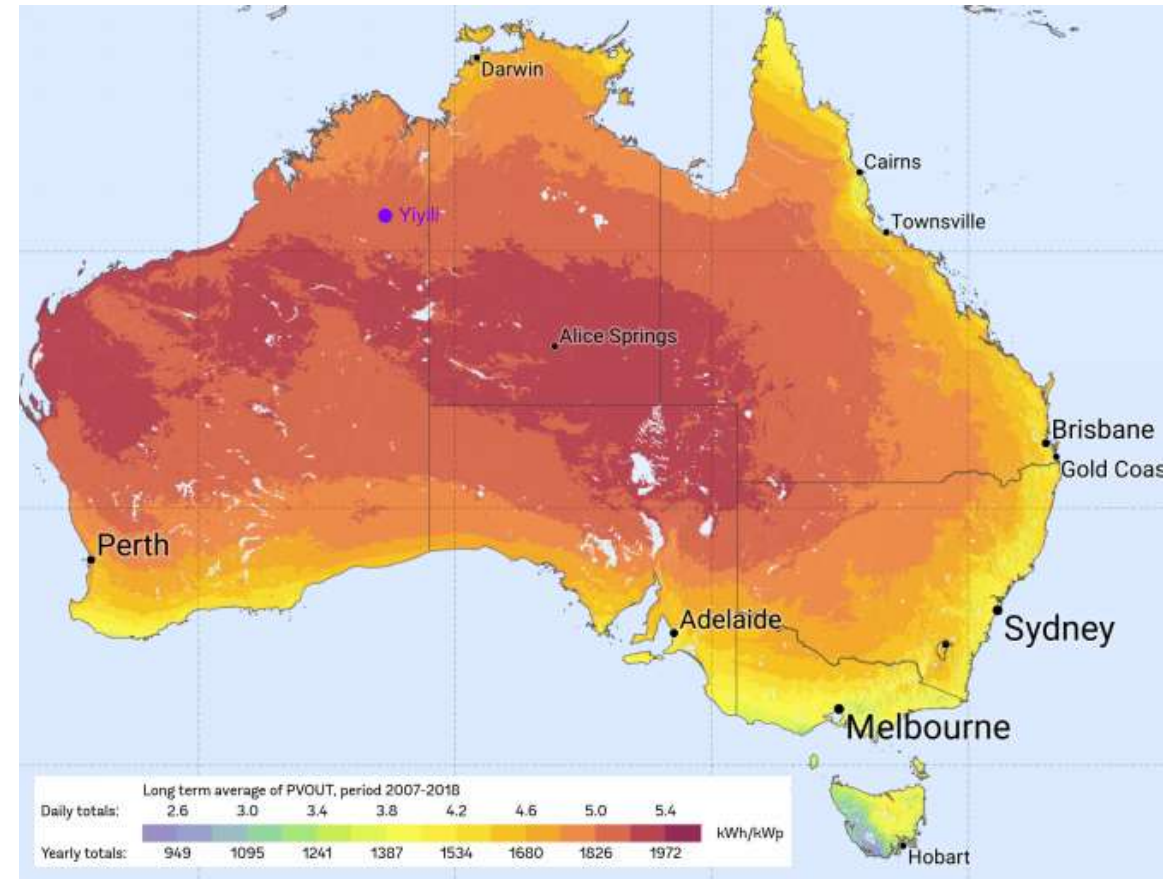 Darwin
Cairns
Yiyili
Townsville
Alice Springs
Brisbane
Gold Coas
Perth
Adelaide
Sydney
Melbourne
Long term average of PVOUT, period 2007-2018
Daily totals: 2.6 3.0 3.4 3.8 4.2 4.6 5.0 5.4
kWh/kWp
Yearly totals: 949 1095 1241 1387 1534 1680 1826 1972
Hobart